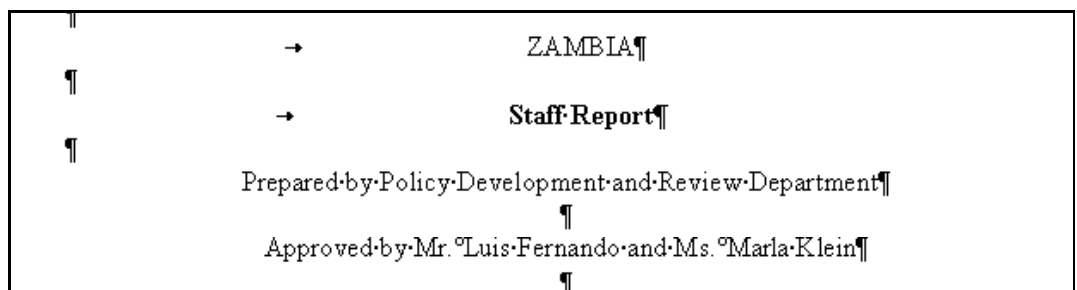 ZAMBIA¶
¶
Staff·Report¶
¶
Prepared·by·Policy·Development·and·Review·Department¶
¶
Approved·by·Mr.°Luis·Fernando·and·Ms.°Marla·Klein¶
¶